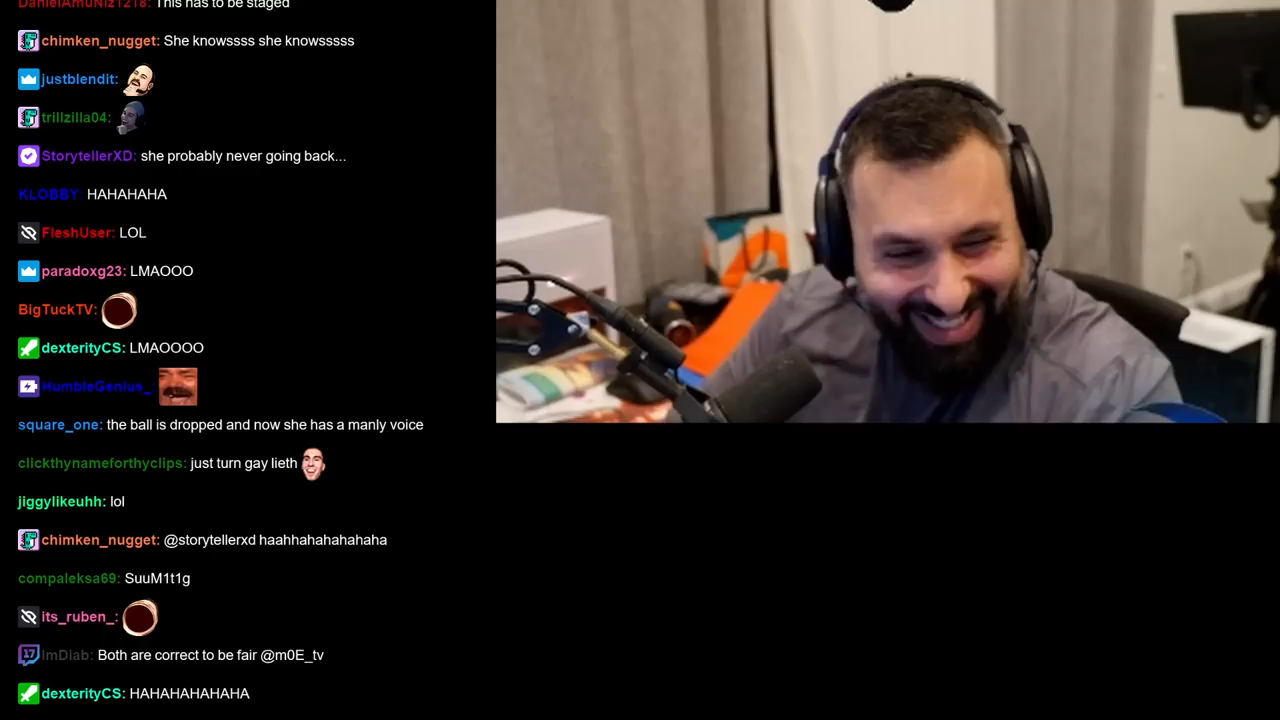 DanielAmuNiz1218: This has to be staged
chimken_nugget: She knowssss she knowsssss
justblendit:
trillzilla04:
StorytellerXD: she probably never going back...
KLOBBY: HAHAHAHA
FleshUser: LOL
paradoxg23: LMAOOO
BigTuckTV:
dexterityCS: LMAOOOO
HumbleGenius_:
square_one: the ball is dropped and now she has a manly voice
clickthynameforthyclips: just turn gay lieth
jiggylikeuhh: lol
chimken_nugget: @storytellerxd haahhahahahahaha
compaleksa69: SuuM1t1g
its_ruben_:
17 ImDiab: Both are correct to be fair @m0E_tv
dexterityCS: HAHAHAHAHAHA